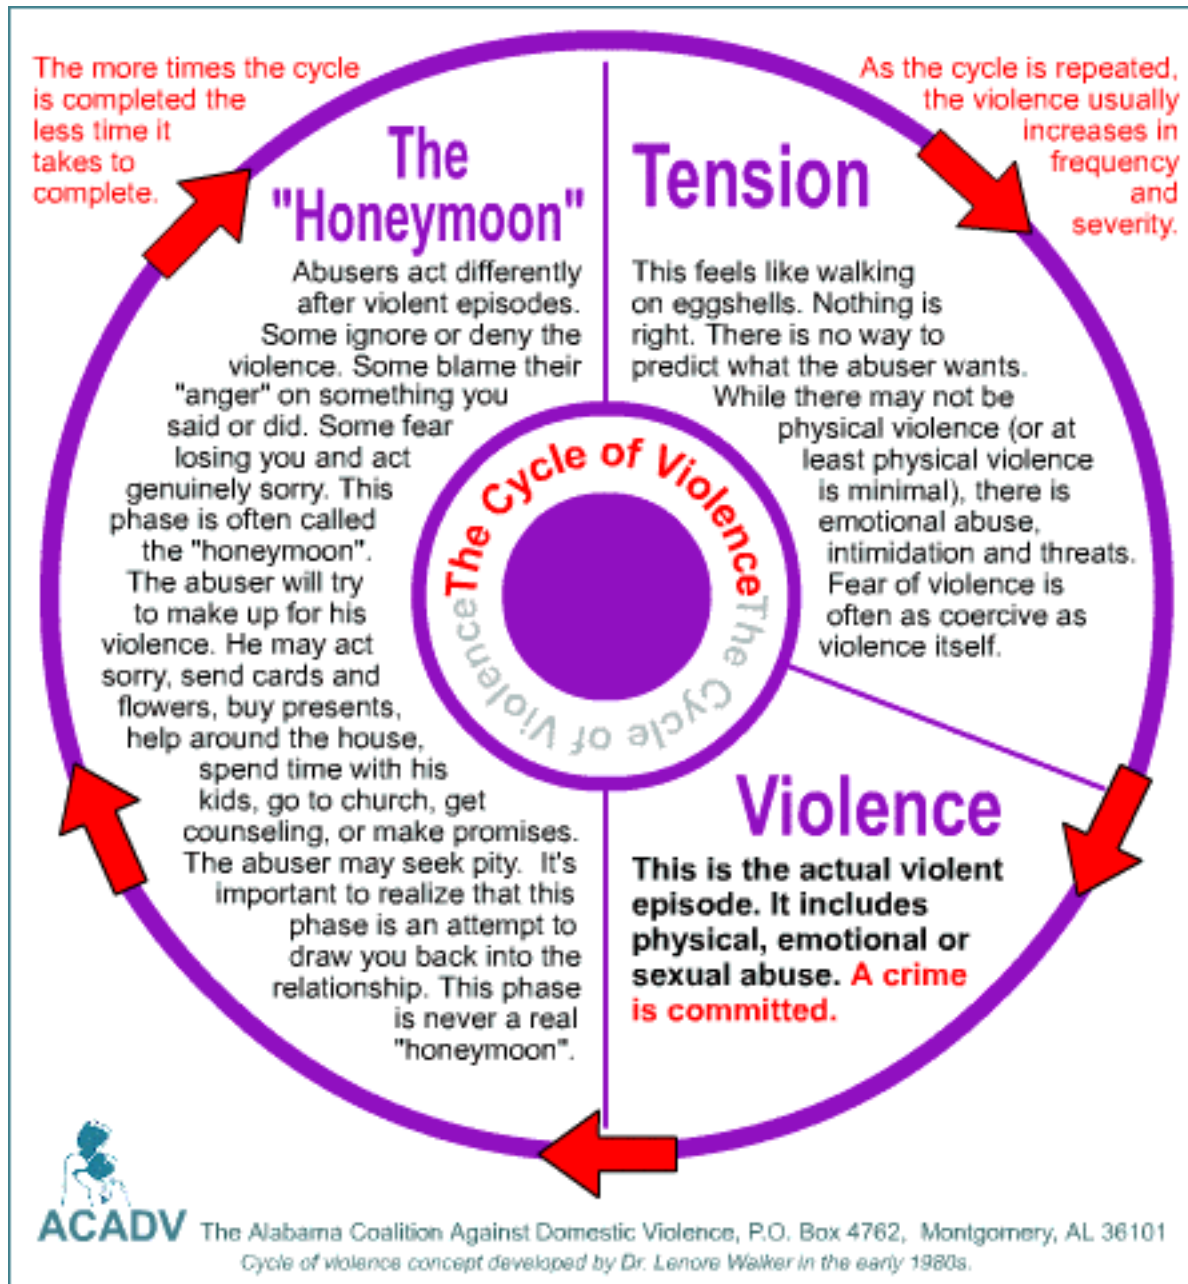 The more times the cycle
is completed the
less time it
takes to
complete.
As the cycle is repeated,
the violence usually
increases in
frequency
and
severity.
The
"Honeymoon"
Abusers act differently
after violent episodes.
Some ignore or deny the
violence. Some blame their
"anger" on something you
said or did. Some fear
losing you and act
genuinely sorry. This
phase is often called
the "honeymoon".
The abuser will try
to make up for his
violence. He may act
sorry, send cards and
flowers, buy presents,
help around the house,
spend time with his
kids, go to church, get
counseling, or make promises.
The abuser may seek pity. It's
important to realize that this
phase is an attempt to
draw you back into the
relationship. This phase
is never a real
"honeymoon".
Tension
This feels like walking
on eggshells. Nothing is
right. There is no way to
predict what the abuser wants.
While there may not be
physical violence (or at
least physical violence
is minimal), there is
emotional abuse,
intimidation and threats.
Fear of violence is
often as coercive as
violence itself.
The Cycle of Violence
The Cycle of Violence
Violence
This is the actual violent
episode. It includes
physical, emotional or
sexual abuse. A crime
is committed.
ACADV The Alabama Coalition Against Domestic Violence, P.O. Box 4762, Montgomery, AL 36101
Cycle of violence concept developed by Dr. Lenore Walker in the early 1980s.